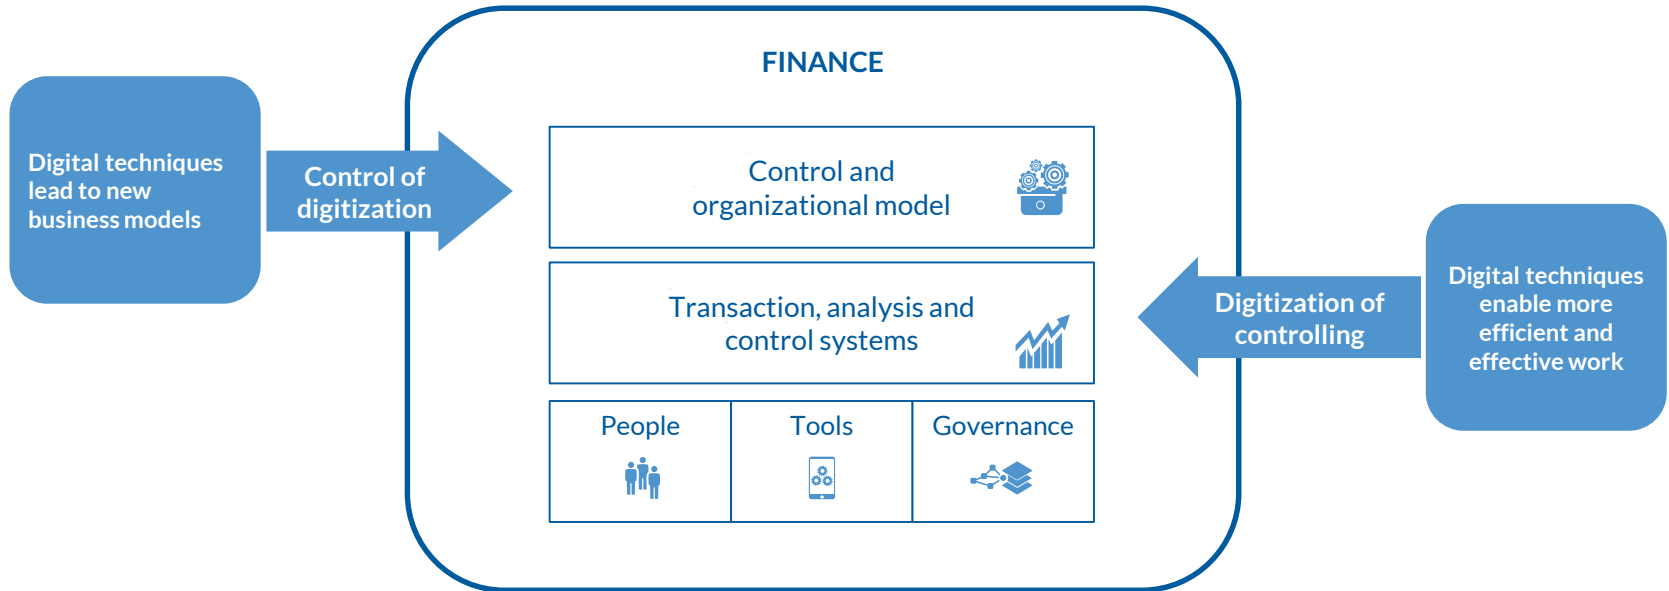 FINANCE
Digital techniques
lead to new
business models
Control of
digitization
Control and
organizational model
Transaction, analysis and
control systems
Digitization of
controlling
Digital techniques
enable more
efficient and
effective work
People
Tools
Governance